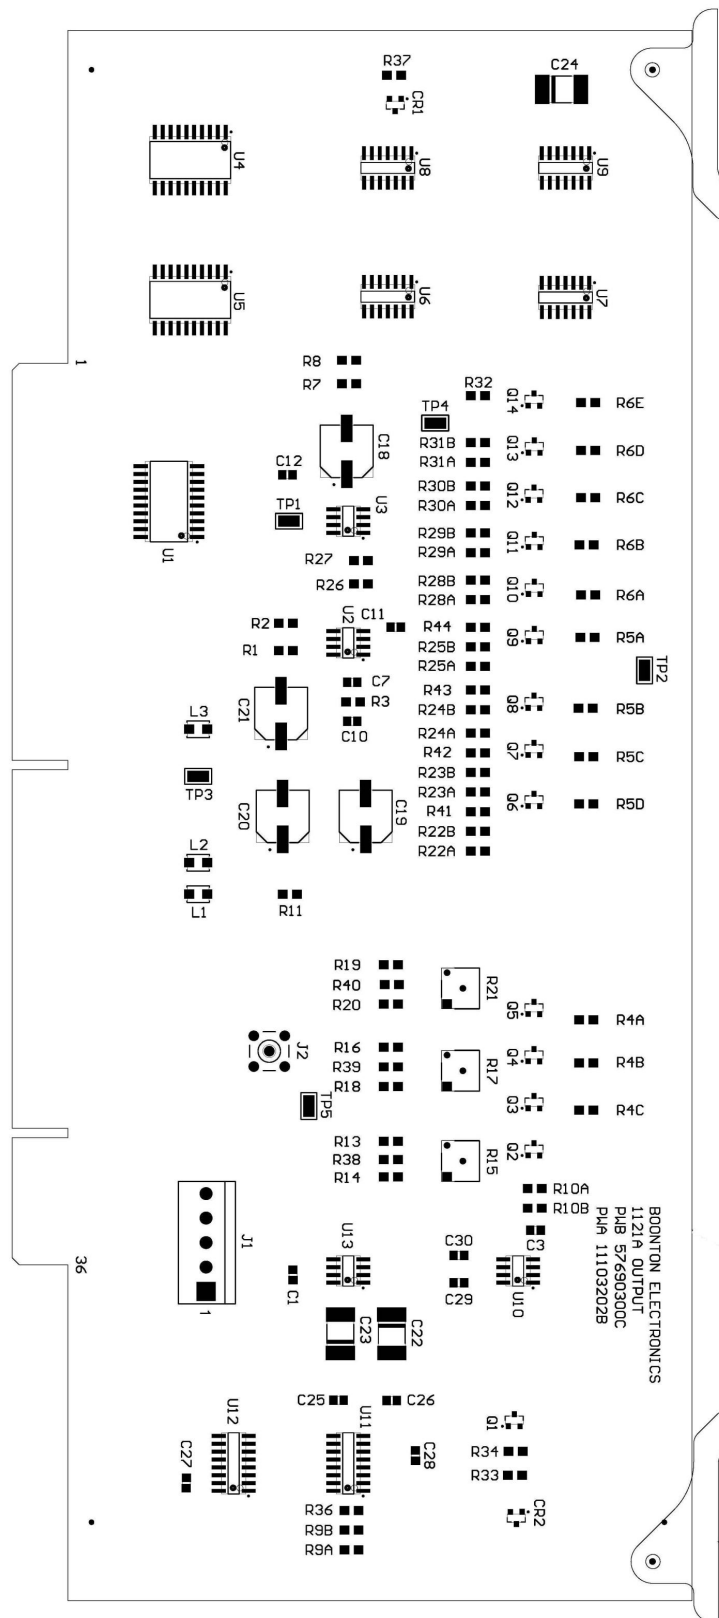 R37
C24
CR1
U4
U8
U9
U5
U6
U7
1
R8
R7
R32
Q14
R6E
TP4
C18
R31B
Q13
R6D
R31A
C12
R30B
Q12
R6C
R30A
TP1
U3
U1
R29B
Q11
R6B
R29A
R27
R26
R28B
Q10
R6A
R28A
R2
U2
C11
R44
Q9
R5A
R1
R25B
R25A
TP2
C7
R43
C21
R3
R24B
Q8
R5B
L3
C10
R24A
R42
Q7
R5C
TP3
R23B
R23A
Q6
R5D
C20
C19
R41
R22B
L2
R22A
L1
R11
R19
R40
R21
R20
Q5
R4A
J2
R16
R39
R17
Q4
R4B
R18
TP5
Q3
R4C
R13
R38
R15
Q2
R14
R10A
R10B
BOONTON ELECTRONICS
1121A OUTPUT
PWB 57690300C
PWA 11103202B
J1
1
36
U13
C30
C3
C29
U10
C1
C23
C22
C25
C26
U12
U11
Q1
C27
C28
R34
R33
R36
CR2
R9B
R9A